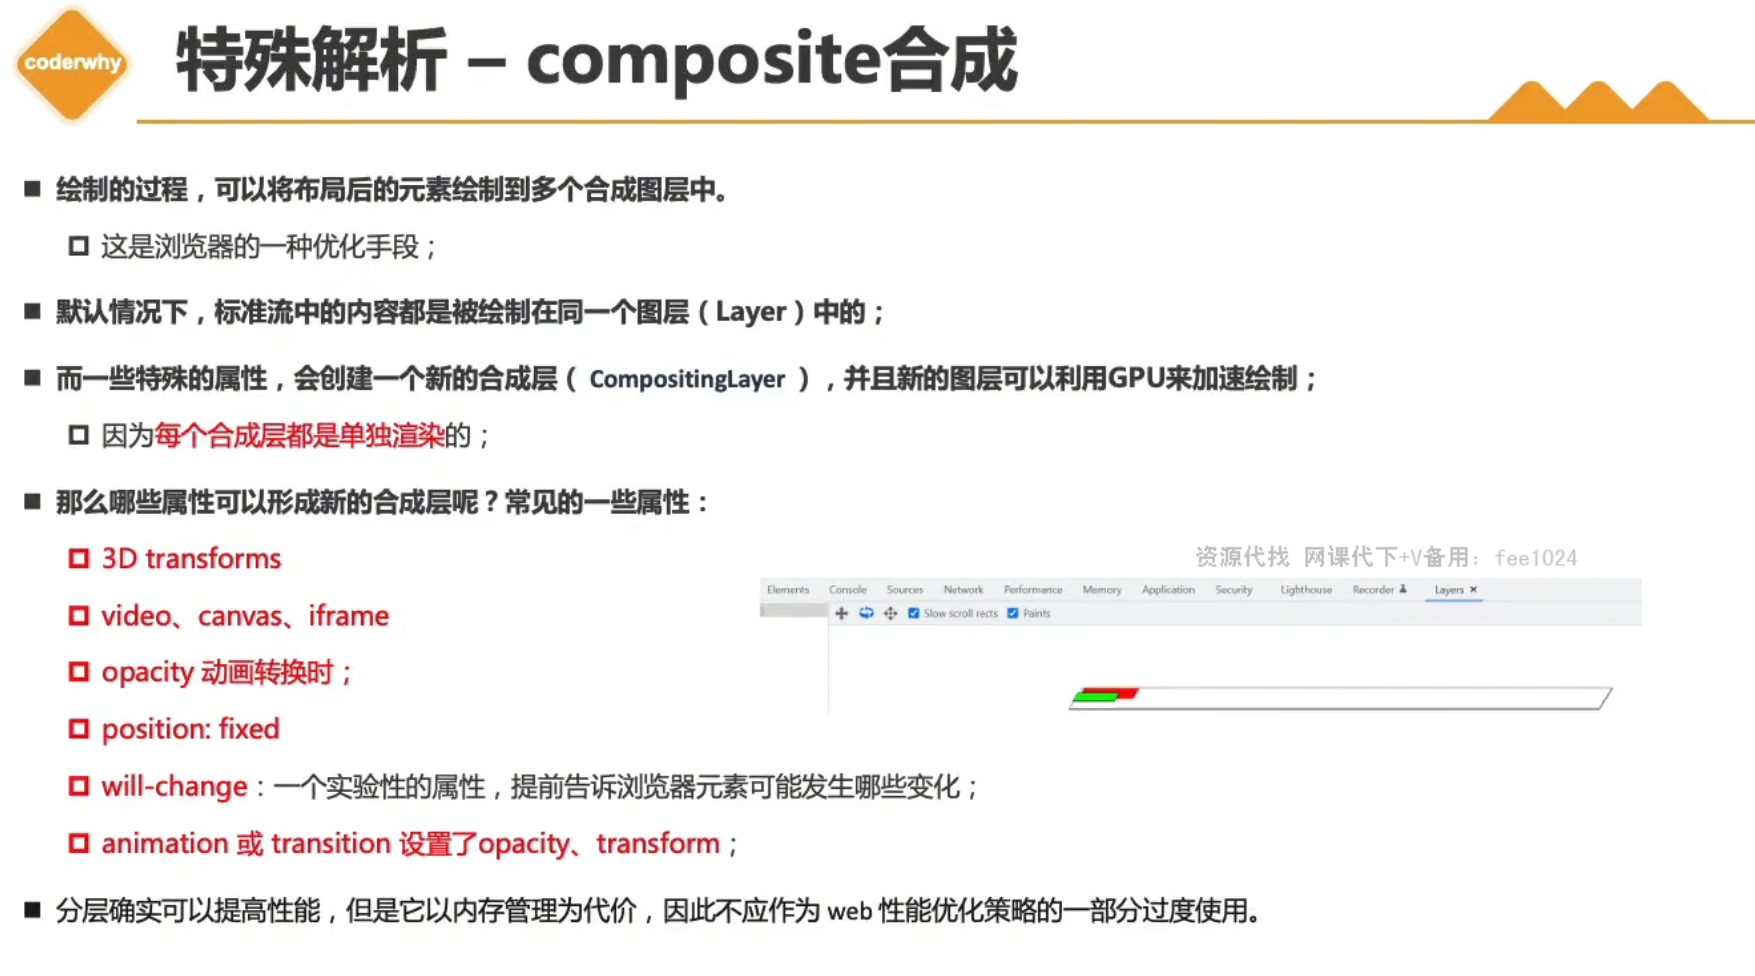 coderwhy
特殊解析 – composite合成
绘制的过程，可以将布局后的元素绘制到多个合成图层中。
这是浏览器的一种优化手段；
默认情况下，标准流中的内容都是被绘制在同一个图层（Layer）中的；
而一些特殊的属性，会创建一个新的合成层（ CompositingLayer ），并且新的图层可以利用GPU来加速绘制；
因为每个合成层都是单独渲染的；
那么哪些属性可以形成新的合成层呢？常见的一些属性：
3D transforms
video、canvas、iframe
opacity 动画转换时；
position: fixed
will-change：一个实验性的属性，提前告诉浏览器元素可能发生哪些变化；
animation 或 transition 设置了opacity、transform；
资源代找 网课代下+V备用：fee1024
Elements Console Sources Network Performance Memory Application Security Lighthouse Recorder Layers ×
Slow scroll rects Paints
分层确实可以提高性能，但是它以内存管理为代价，因此不应作为 web 性能优化策略的一部分过度使用。